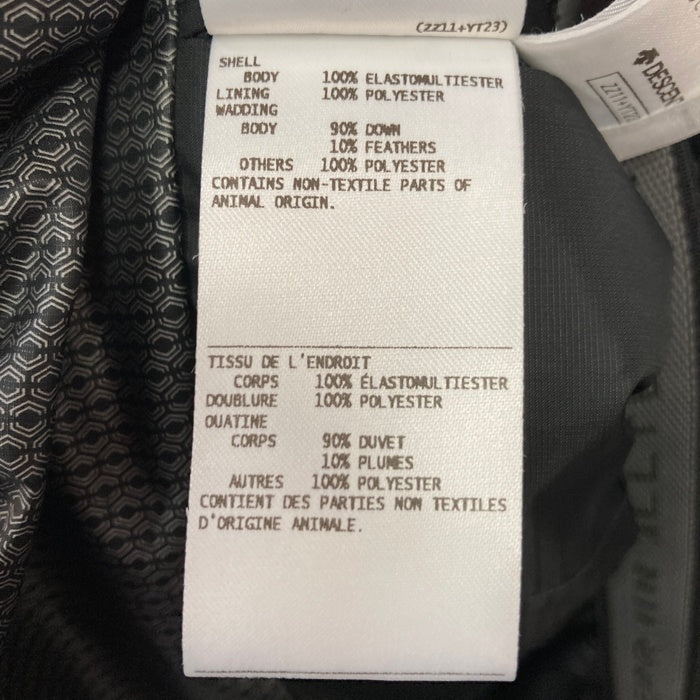 (ZZ11+YT23)
SHELL
BODY 100% ELASTOMULTIESTER
LINING 100% POLYESTER
WADDING
BODY 90% DOWN
10% FEATHERS
OTHERS 100% POLYESTER
CONTAINS NON-TEXTILE PARTS OF
ANIMAL ORIGIN.
TISSU DE L'ENDROIT
CORPS 100% ÉLASTOMULTIESTER
DOUBLURE 100% POLYESTER
OUATINE
CORPS 90% DUVET
10% PLUMES
AUTRES 100% POLYESTER
CONTIENT DES PARTIES NON TEXTILES
D'ORIGINE ANIMALE.
DESCEN